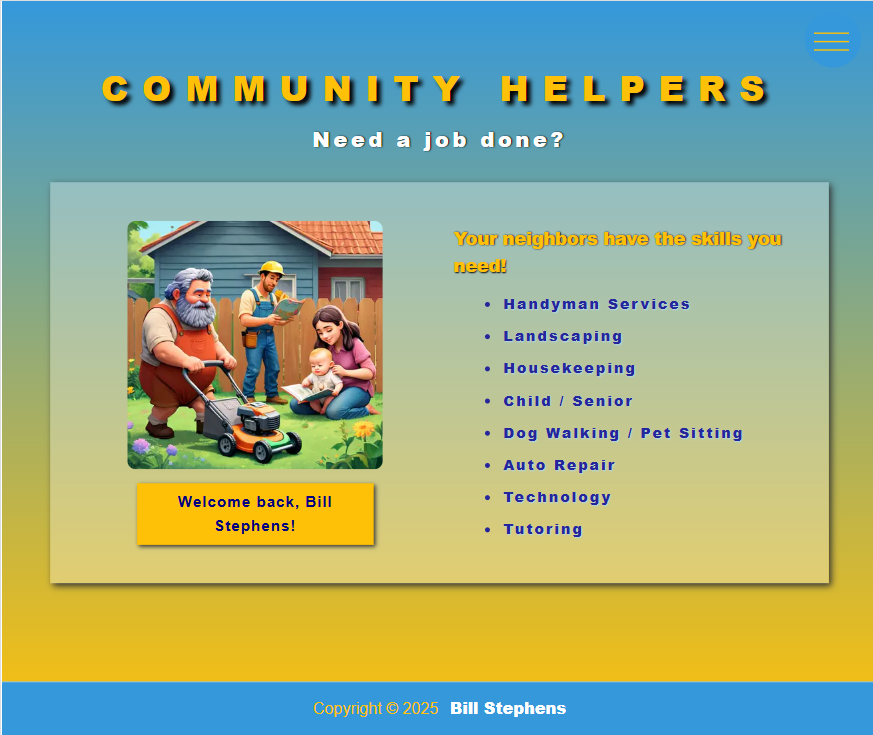 COMMUNITY HELPERS
Need a job done?
Your neighbors have the skills you
need!
• Handyman Services
• Landscaping
• Housekeeping
• Child / Senior
• Dog Walking / Pet Sitting
• Auto Repair
• Technology
• Tutoring
Welcome back, Bill
Stephens!
Copyright © 2025 Bill Stephens